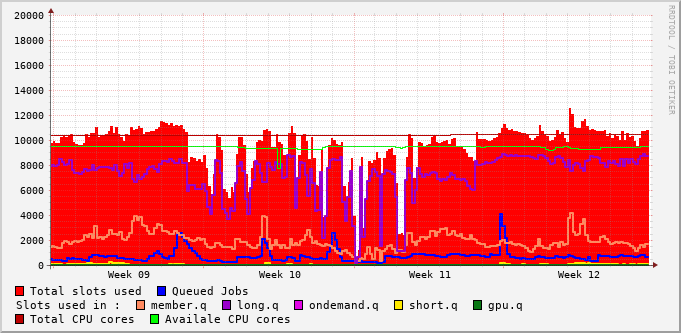 20000
18000
16000
14000
12000
10000
8000
6000
4000
2000
0
Week 09 Week 10 Week 11 Week 12
RRDTOOL / TOBI OETIKER
Total slots used Queued Jobs
Slots used in : member.q long.q ondemand.q short.q gpu.q
Total CPU cores Availale CPU cores